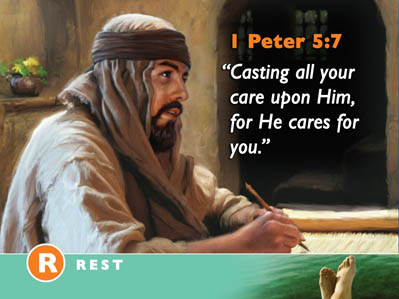 1 Peter 5:7
“Casting all your
care upon Him,
for He cares for
you.”
R REST